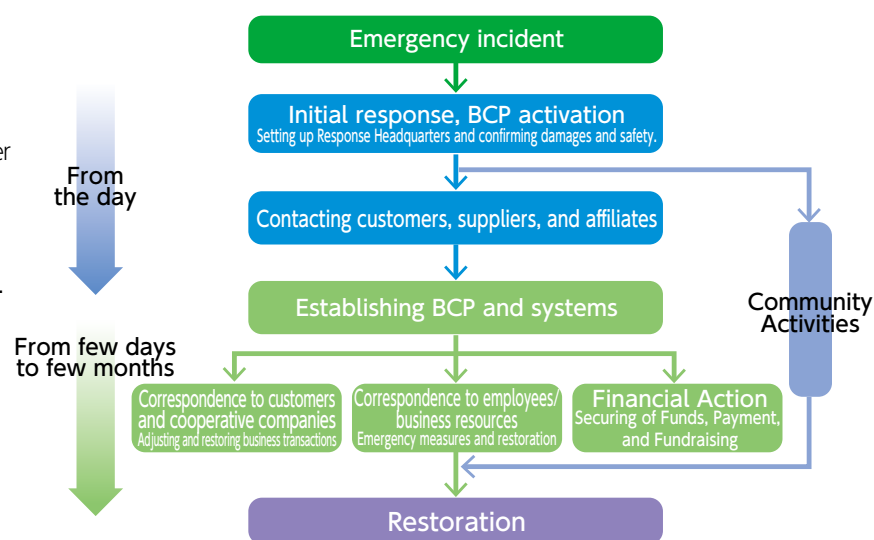 Emergency incident
Initial response, BCP activation
Setting up Response Headquarters and confirming damages and safety.
er
From
the day
Contacting customers, suppliers, and affiliates
.
Establishing BCP and systems
Community
Activities
From few days
to few months
Correspondence to customers
and cooperative companies
Adjusting and restoring business transactions
Correspondence to employees/
business resources
Emergency measures and restoration
Financial Action
Securing of Funds, Payment,
and Fundraising
Restoration